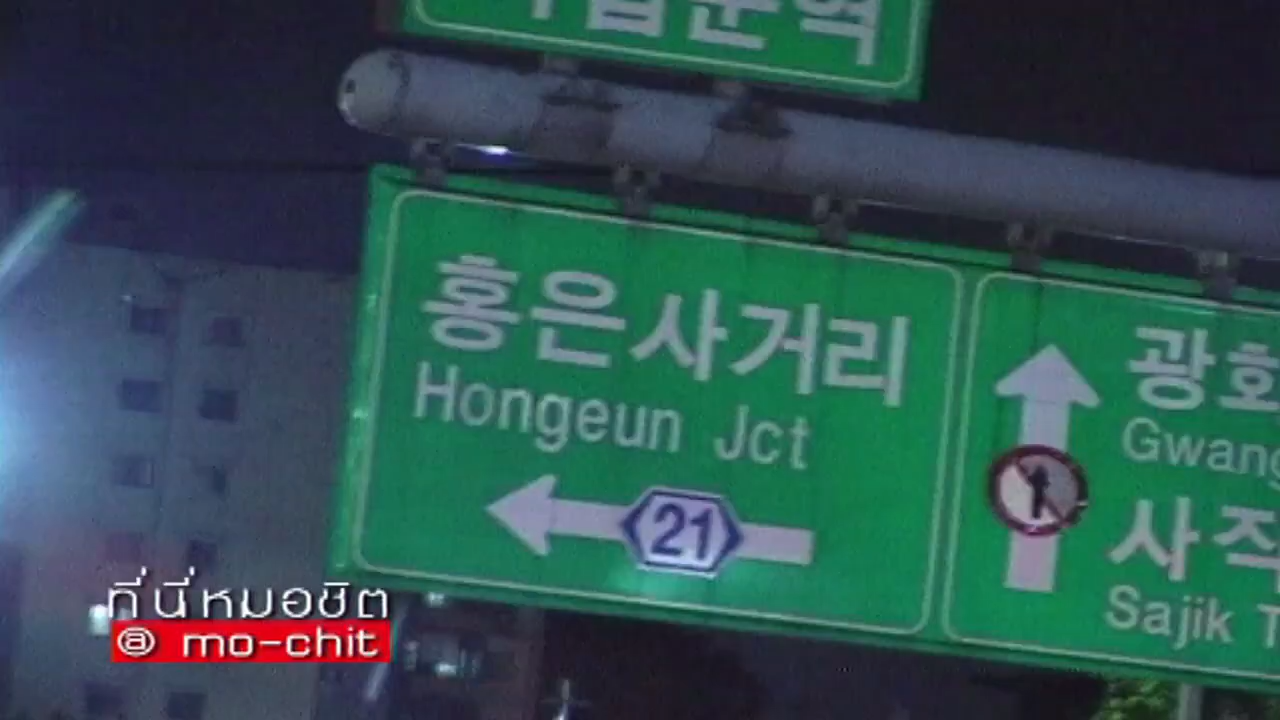 홍은사거리
Hongeun Jct
21
광화
Gwang
사직
Sajik T
ที่นี่หมอชิต
@ mo-chit